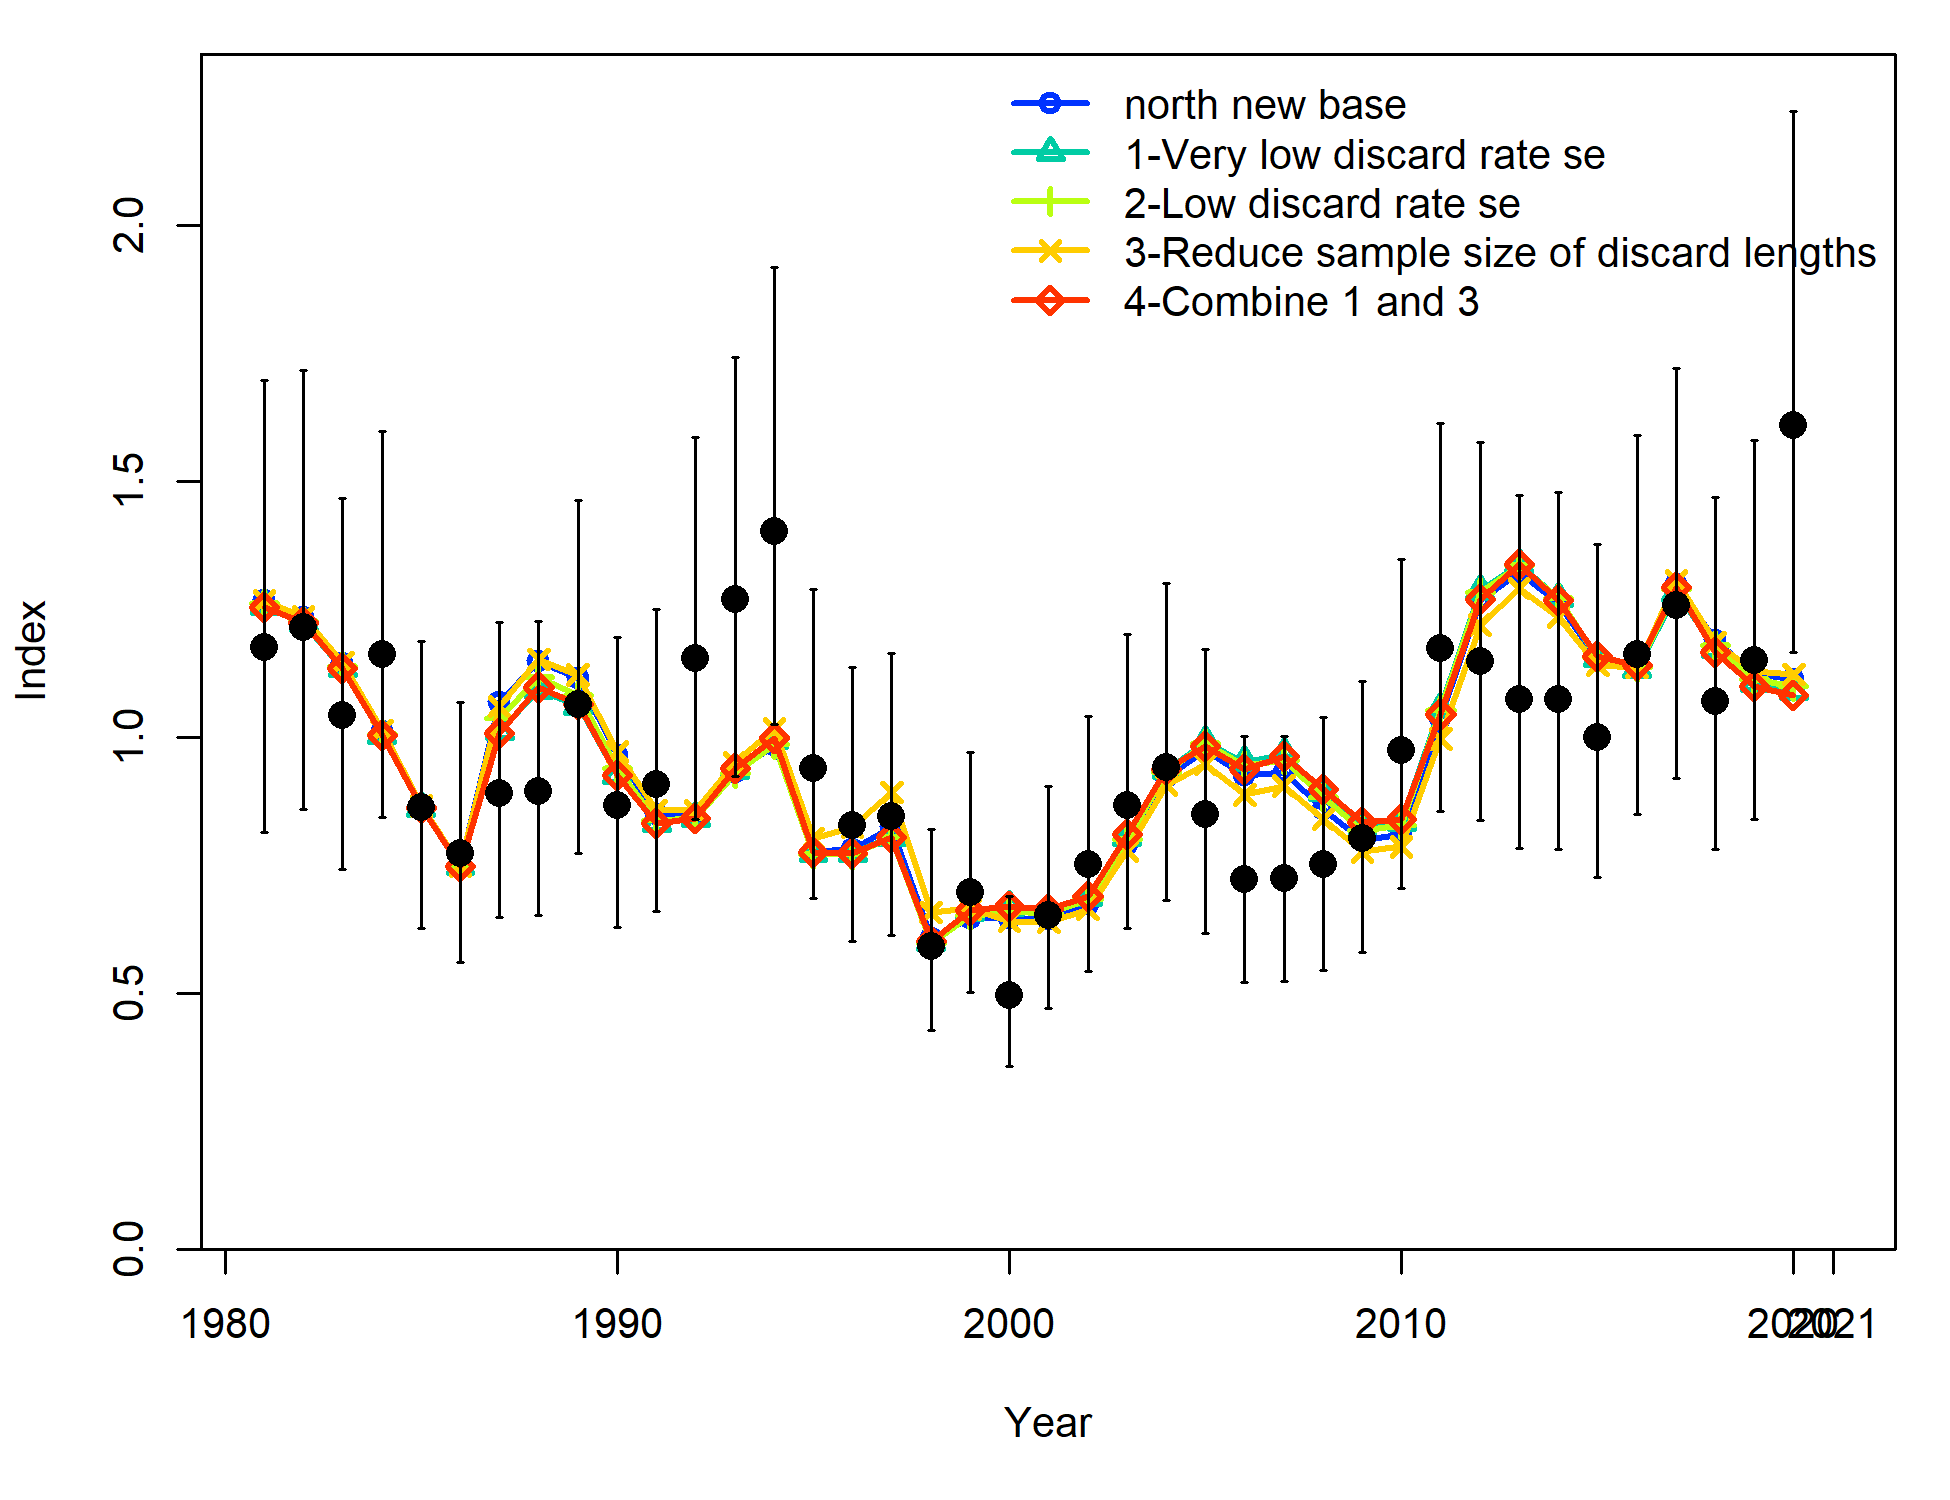 north new base
1-Very low discard rate se
2-Low discard rate se
3-Reduce sample size of discard lengths
4-Combine 1 and 3
2.0
1.5
1.0
0.5
0.0
Index
1980 1990 2000 2010 2020 2021
Year